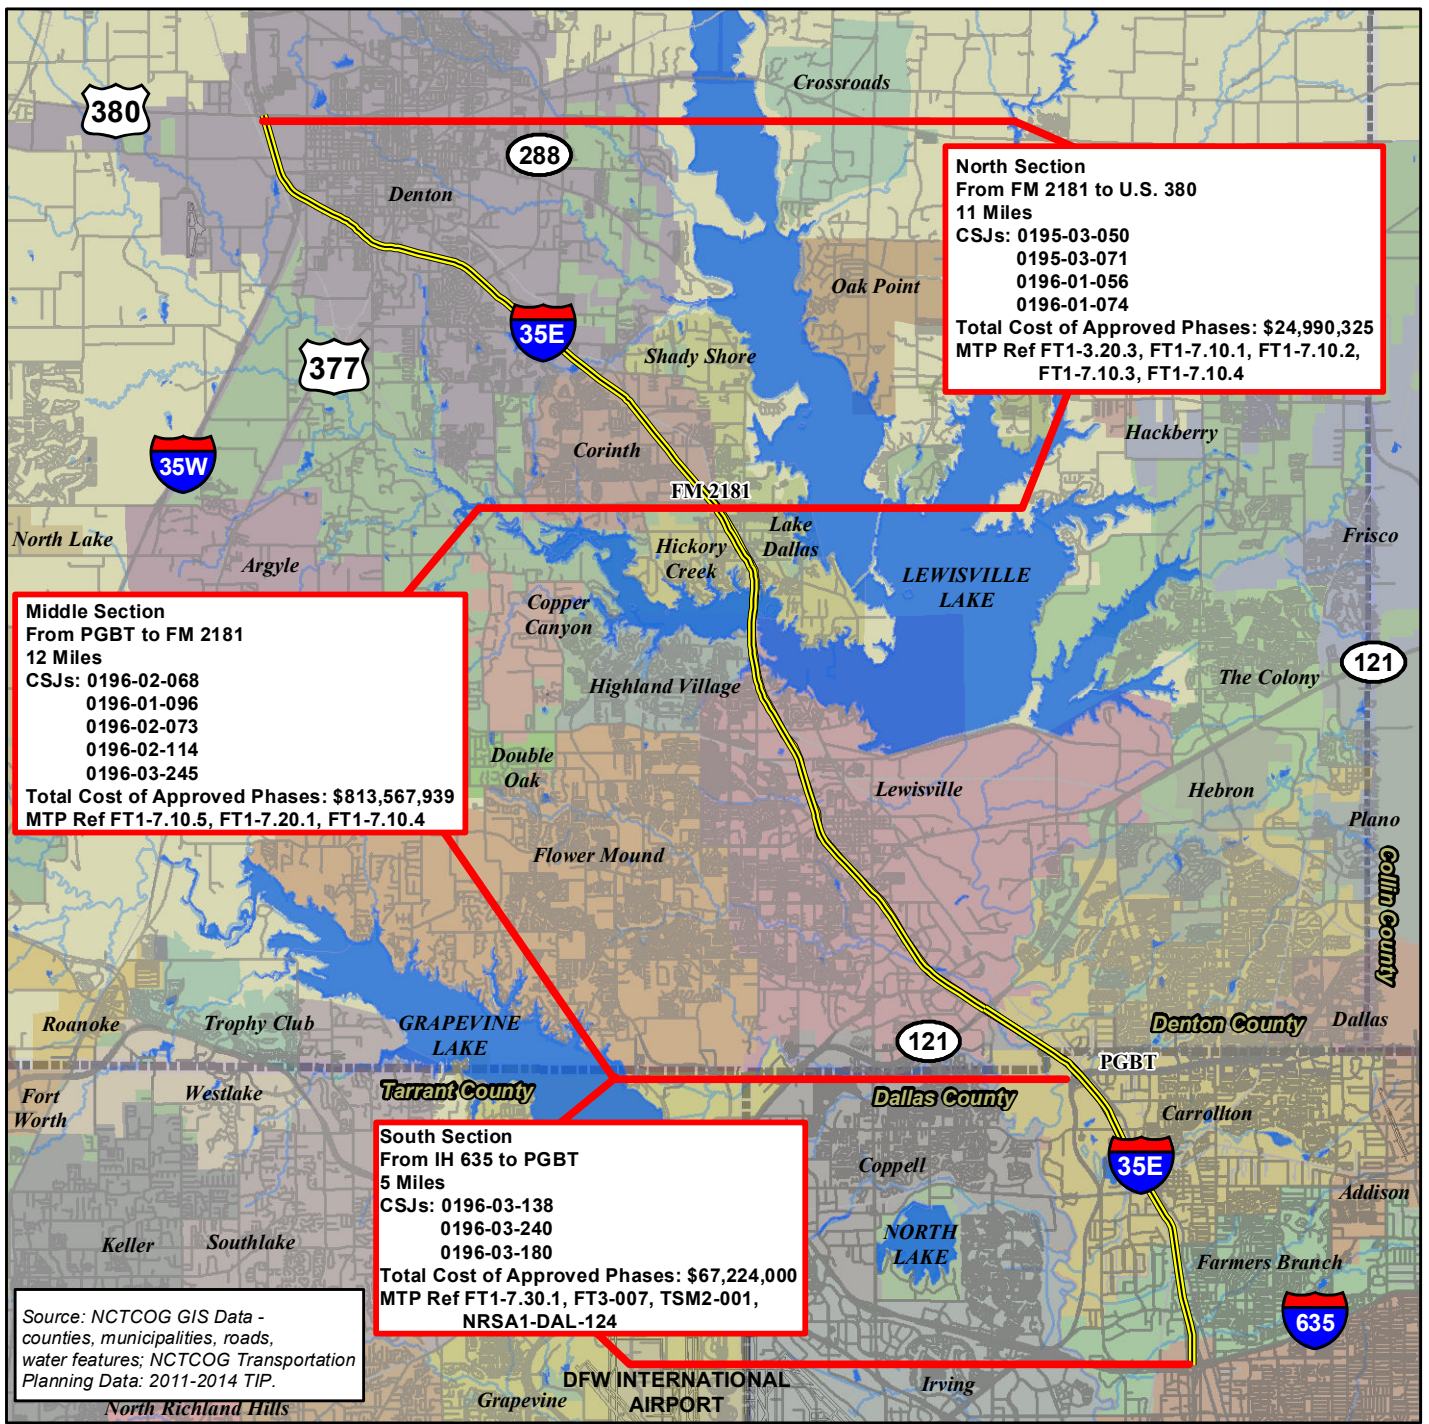 Crossroads
380
288
Denton
North Section
From FM 2181 to U.S. 380
11 Miles
CSJs: 0195-03-050
0195-03-071
0196-01-056
0196-01-074
Total Cost of Approved Phases: $24,990,325
MTP Ref FT1-3.20.3, FT1-7.10.1, FT1-7.10.2,
FT1-7.10.3, FT1-7.10.4
Oak Point
35E
Shady Shore
377
Hackberry
Corinth
35W
FM 2181
North Lake
Argyle
Hickory
Creek
Lake
Dallas
Frisco
LEWISVILLE
LAKE
Copper
Canyon
Middle Section
From PGBT to FM 2181
12 Miles
CSJs: 0196-02-068
0196-01-096
0196-02-073
0196-02-114
0196-03-245
Total Cost of Approved Phases: $813,567,939
MTP Ref FT1-7.10.5, FT1-7.20.1, FT1-7.10.4
121
The Colony
Highland Village
Double
Oak
Lewisville
Hebron
Plano
Flower Mound
Collin County
Roanoke
Trophy Club
GRAPEVINE
LAKE
121
Denton County
Dallas
PGBT
Fort
Worth
Westlake
Tarrant County
Dallas County
Carrollton
South Section
From IH 635 to PGBT
5 Miles
CSJs: 0196-03-138
0196-03-240
0196-03-180
Total Cost of Approved Phases: $67,224,000
MTP Ref FT1-7.30.1, FT3-007, TSM2-001,
NRSA1-DAL-124
Coppell
35E
Addison
Keller
Southlake
NORTH
LAKE
Farmers Branch
635
Source: NCTCOG GIS Data -
counties, municipalities, roads,
water features; NCTCOG Transportation
Planning Data: 2011-2014 TIP.
North Richland Hills
Grapevine
DFW INTERNATIONAL
AIRPORT
Irving